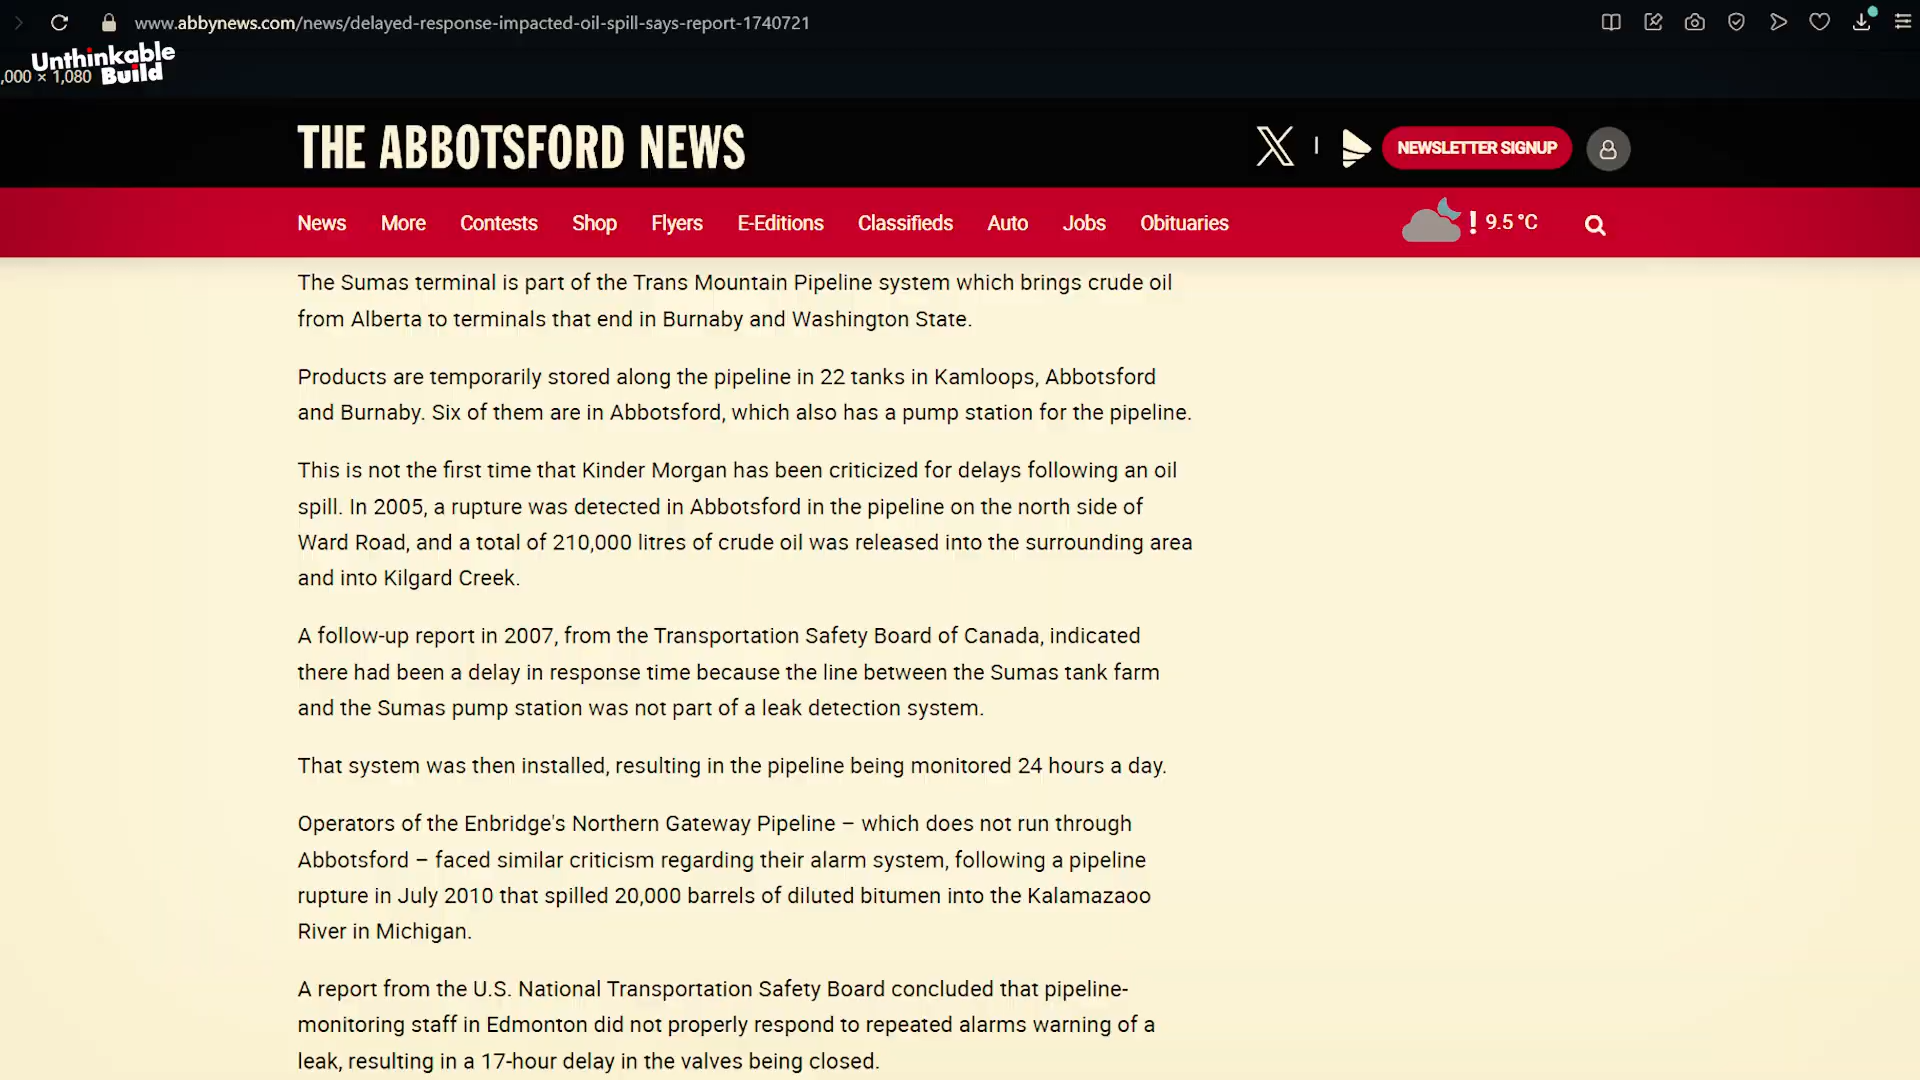 www.abbynews.com/news/delayed-response-impacted-oil-spill-says-report-1740721
Unthinkable
Build
,000 × 1,080
THE ABBOTSFORD NEWS
NEWSLETTER SIGNUP
News More Contests Shop Flyers E-Editions Classifieds Auto Jobs Obituaries
! 9.5 °C
The Sumas terminal is part of the Trans Mountain Pipeline system which brings crude oil
from Alberta to terminals that end in Burnaby and Washington State.
Products are temporarily stored along the pipeline in 22 tanks in Kamloops, Abbotsford
and Burnaby. Six of them are in Abbotsford, which also has a pump station for the pipeline.
This is not the first time that Kinder Morgan has been criticized for delays following an oil
spill. In 2005, a rupture was detected in Abbotsford in the pipeline on the north side of
Ward Road, and a total of 210,000 litres of crude oil was released into the surrounding area
and into Kilgard Creek.
A follow-up report in 2007, from the Transportation Safety Board of Canada, indicated
there had been a delay in response time because the line between the Sumas tank farm
and the Sumas pump station was not part of a leak detection system.
That system was then installed, resulting in the pipeline being monitored 24 hours a day.
Operators of the Enbridge's Northern Gateway Pipeline – which does not run through
Abbotsford – faced similar criticism regarding their alarm system, following a pipeline
rupture in July 2010 that spilled 20,000 barrels of diluted bitumen into the Kalamazaoo
River in Michigan.
A report from the U.S. National Transportation Safety Board concluded that pipeline-
monitoring staff in Edmonton did not properly respond to repeated alarms warning of a
leak, resulting in a 17-hour delay in the valves being closed.